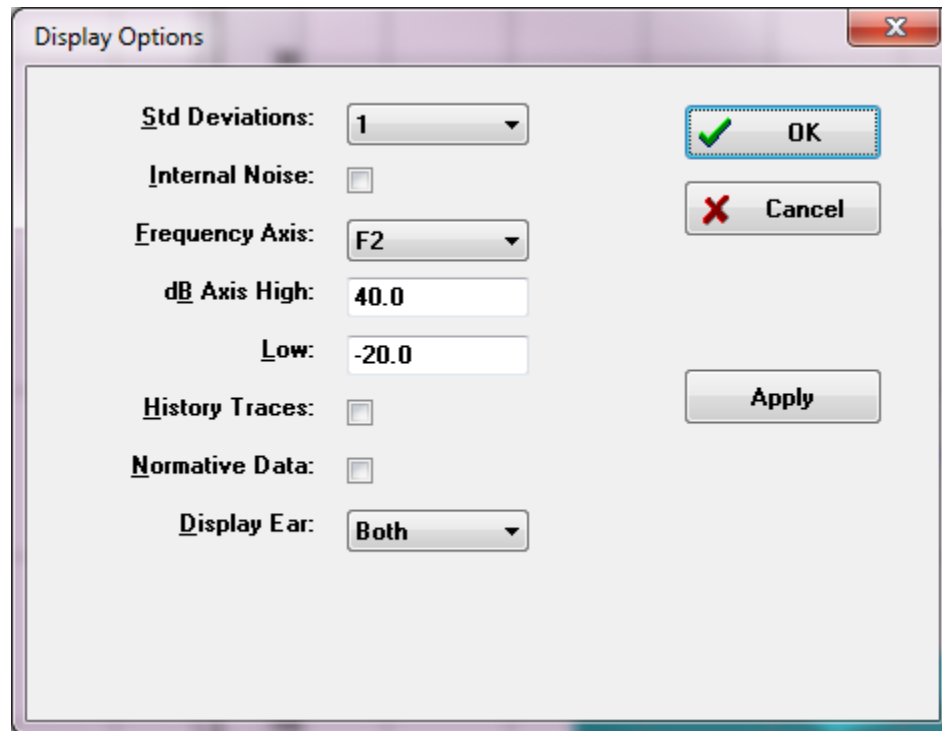 Display Options
Std Deviations: 1
Internal Noise:
Frequency Axis: F2
dB Axis High: 40.0
Low: -20.0
History Traces:
Normative Data:
Display Ear: Both
OK
Cancel
Apply